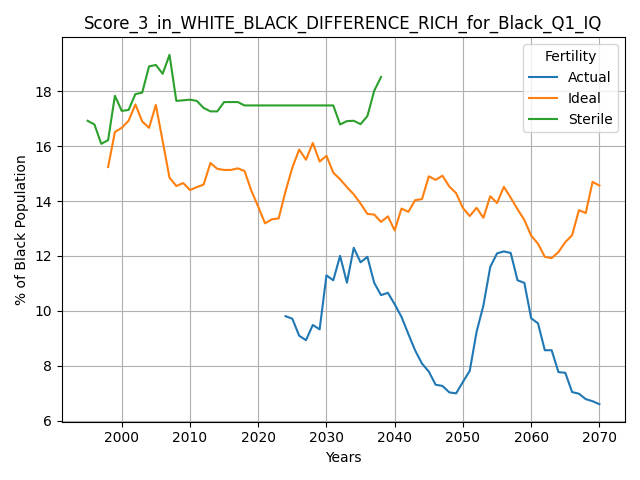 Score_3_in_WHITE_BLACK_DIFFERENCE_RICH_for_Black_Q1_IQ
Fertility
Actual
Ideal
Sterile
% of Black Population
18
16
14
12
10
8
6
2000 2010 2020 2030 2040 2050 2060 2070
Years